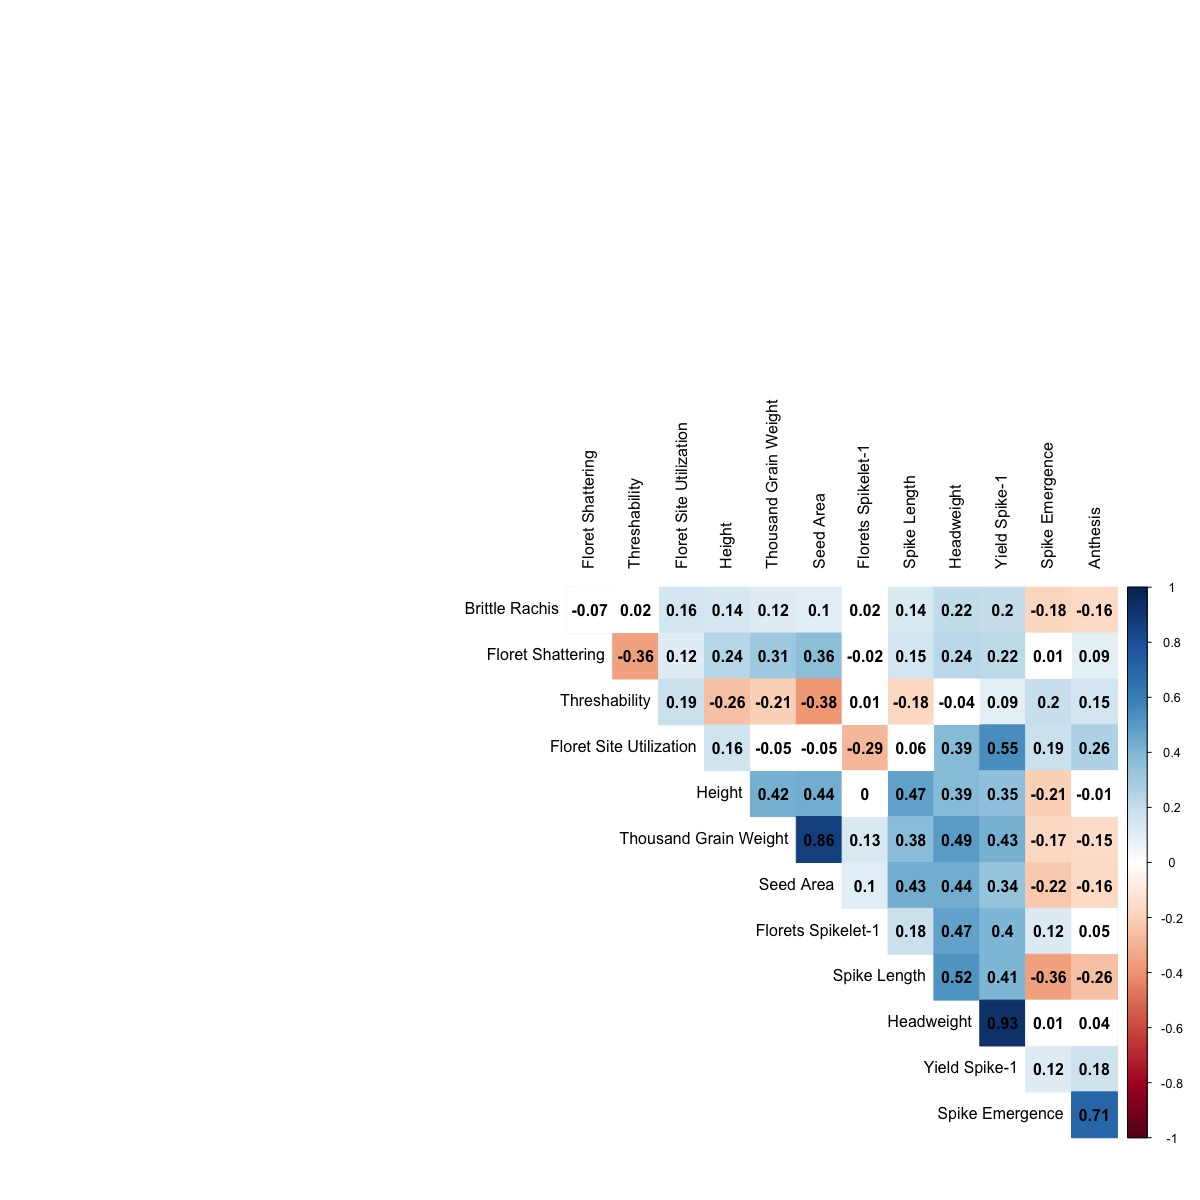 Floret Shattering
Threshability
Floret Site Utilization
Height
Thousand Grain Weight
Seed Area
Florets Spikelet-1
Spike Length
Headweight
Yield Spike-1
Spike Emergence
Anthesis
Brittle Rachis -0.07 0.02 0.16 0.14 0.12 0.1 0.02 0.14 0.22 0.2 -0.18 -0.16
Floret Shattering -0.36 0.12 0.24 0.31 0.36 -0.02 0.15 0.24 0.22 0.01 0.09
Threshability 0.19 -0.26 -0.21 -0.38 0.01 -0.18 -0.04 0.09 0.2 0.15
Floret Site Utilization 0.16 -0.05 -0.05 -0.29 0.06 0.39 0.55 0.19 0.26
Height 0.42 0.44 0 0.47 0.39 0.35 -0.21 -0.01
Thousand Grain Weight 0.86 0.13 0.38 0.49 0.43 -0.17 -0.15
Seed Area 0.1 0.43 0.44 0.34 -0.22 -0.16
Florets Spikelet-1 0.18 0.47 0.4 0.12 0.05
Spike Length 0.52 0.41 -0.36 -0.26
Headweight 0.93 0.01 0.04
Yield Spike-1 0.12 0.18
Spike Emergence 0.71
1
0.8
0.6
0.4
0.2
0
-0.2
-0.4
-0.6
-0.8
-1